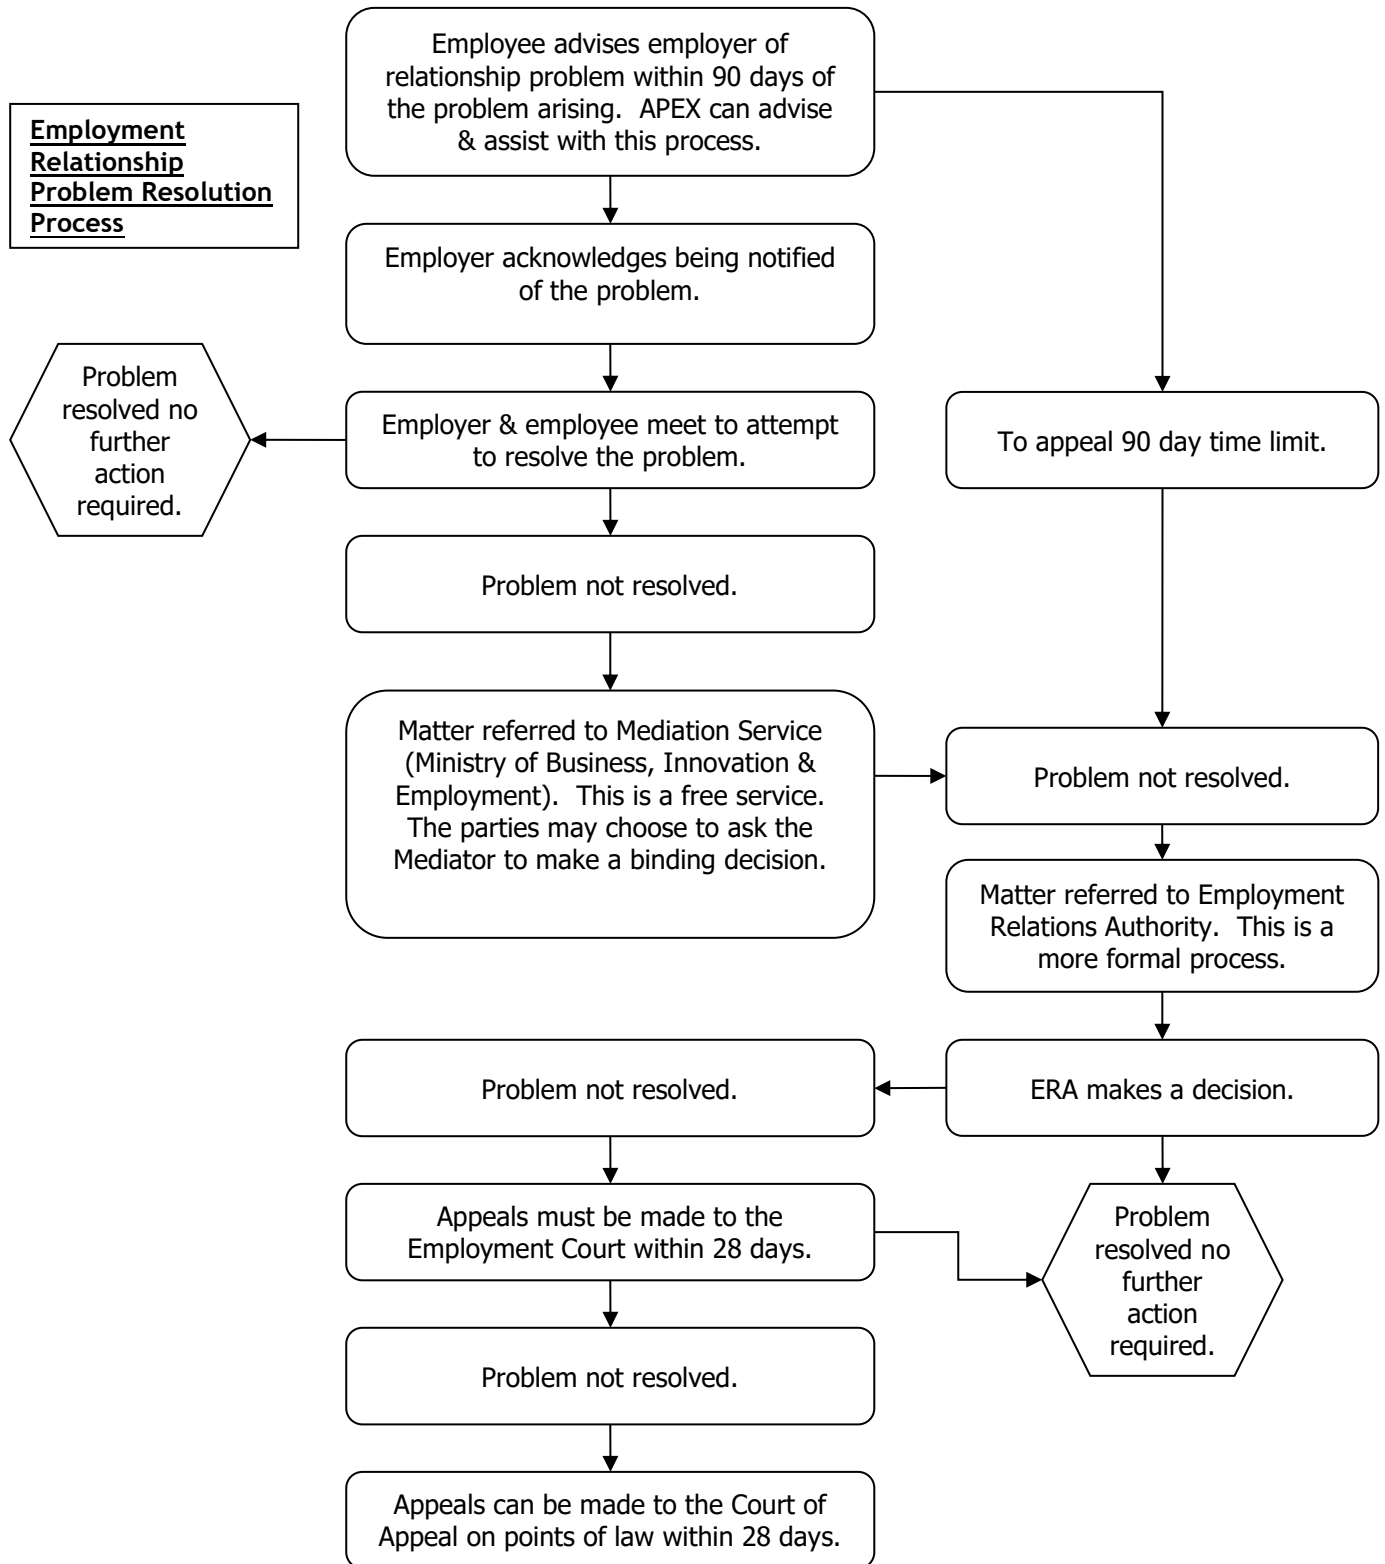 Employment
Relationship
Problem Resolution
Process
Employee advises employer of
relationship problem within 90 days of
the problem arising.  APEX can advise
& assist with this process.
Employer acknowledges being notified
of the problem.
Problem
resolved no
further
action
required.
Employer & employee meet to attempt
to resolve the problem.
To appeal 90 day time limit.
Problem not resolved.
Matter referred to Mediation Service
(Ministry of Business, Innovation &
Employment).  This is a free service.
The parties may choose to ask the
Mediator to make a binding decision.
Problem not resolved.
Matter referred to Employment
Relations Authority.  This is a
more formal process.
ERA makes a decision.
Problem not resolved.
Appeals must be made to the
Employment Court within 28 days.
Problem
resolved no
further
action
required.
Problem not resolved.
Appeals can be made to the Court of
Appeal on points of law within 28 days.